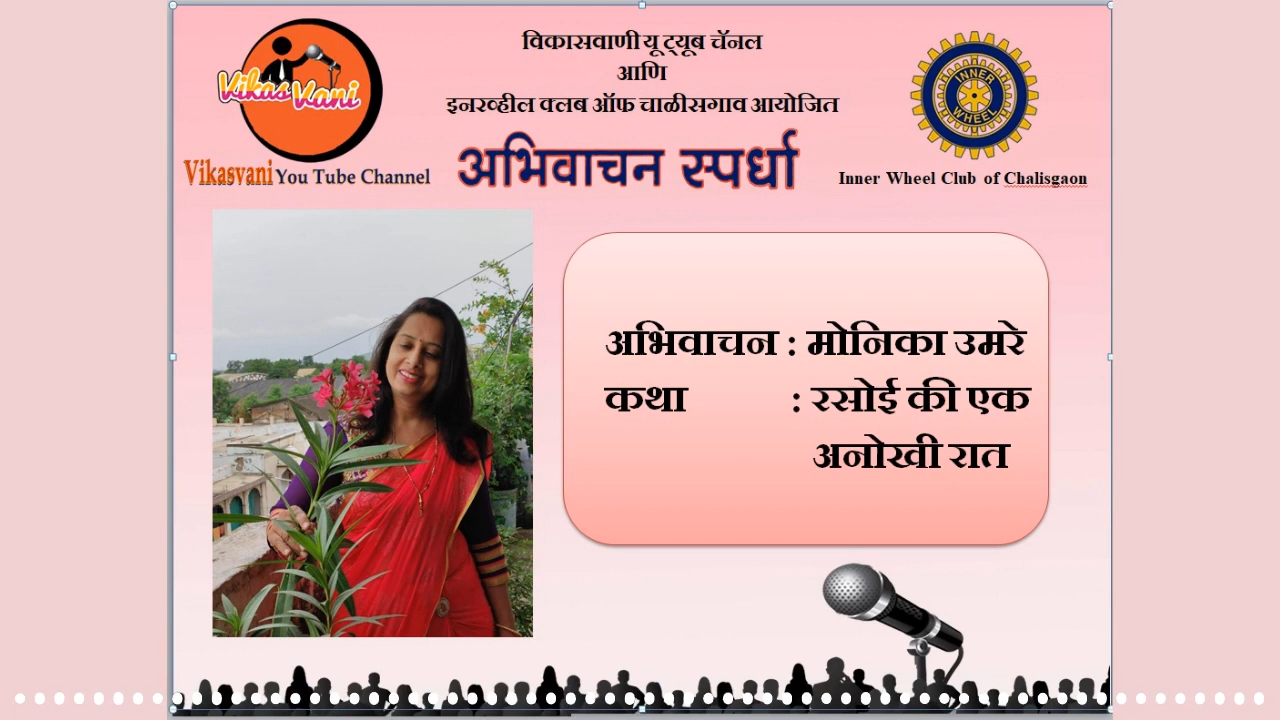 विकासवाणी यू ट्यूब चॅनल
आणि
इनरव्हील क्लब ऑफ चाळीसगाव आयोजित
अभिवाचन स्पर्धा
Vikas Vani
Vikasvani You Tube Channel
INNER
WHEEL
Inner Wheel Club of Chalisgaon
अभिवाचन : मोनिका उमरे
कथा : रसोई की एक
अनोखी रात